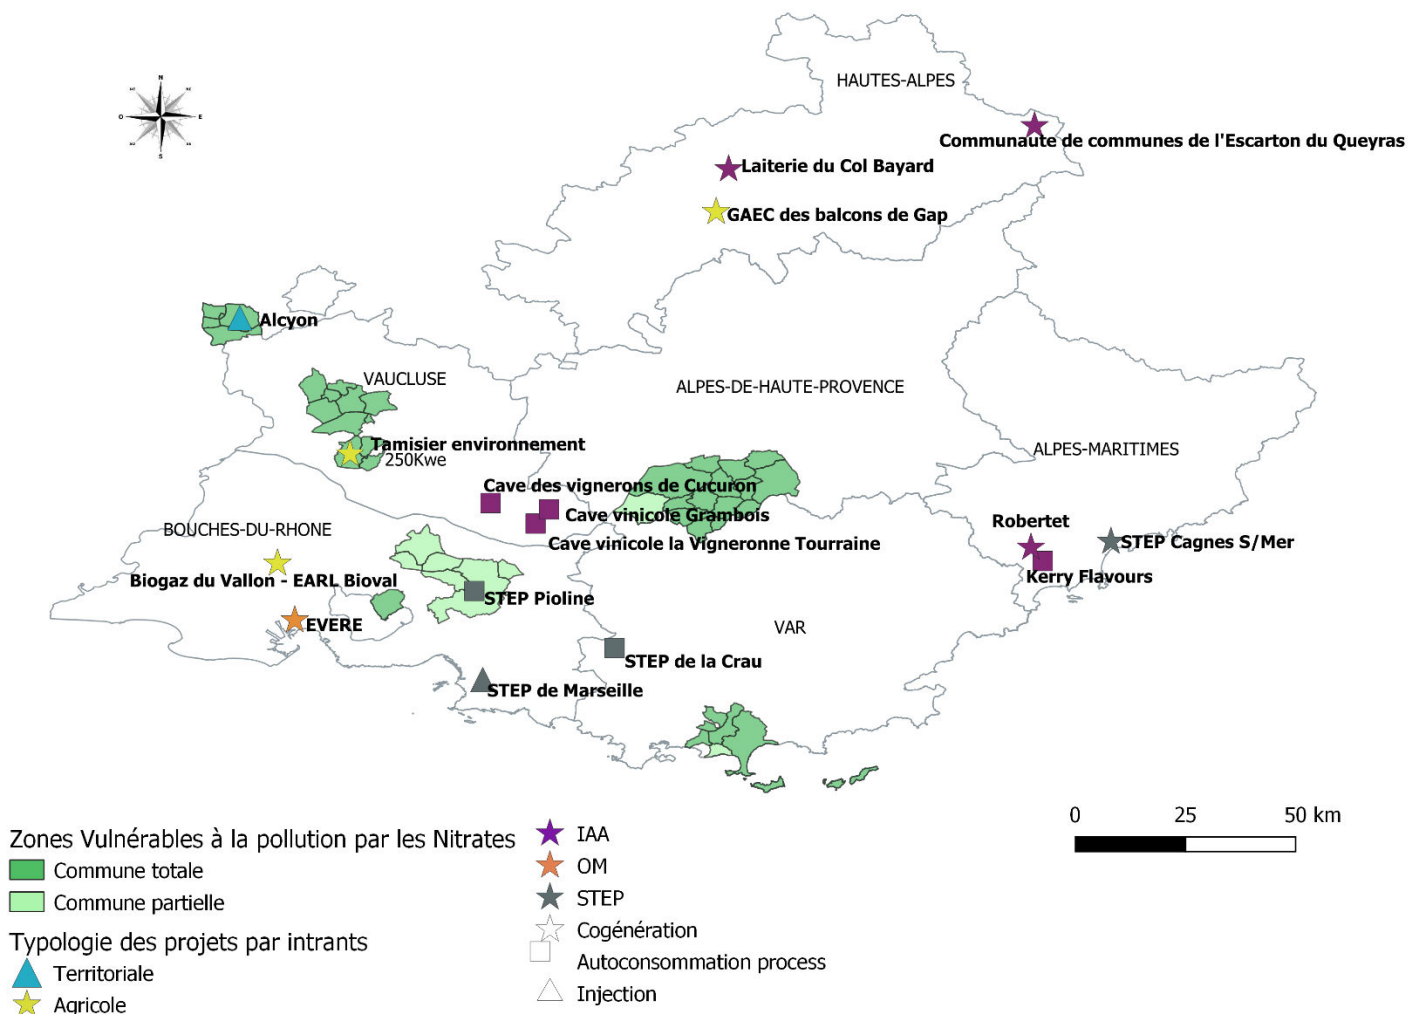 N
O
E
S
HAUTES-ALPES
Communaute de communes de l'Escarton du Queyras
Laiterie du Col Bayard
GAEC des balcons de Gap
Alcyon
VAUCLUSE
ALPES-DE-HAUTE-PROVENCE
Tamisier environnement
250Kwe
ALPES-MARITIMES
Cave des vignerons de Cucuron
Cave vinicole Grambois
Cave vinicole la Vigneronne Tourraine
BOUCHES-DU-RHONE
Robertet
STEP Cagnes S/Mer
Kerry Flavours
Biogaz du Vallon - EARL Bioval
STEP Pioline
EVERE
VAR
STEP de la Crau
STEP de Marseille
0 25 50 km
Zones Vulnérables à la pollution par les Nitrates
Commune totale
Commune partielle
Typologie des projets par intrants
Territoriale
Agricole
IAA
OM
STEP
Cogénération
Autoconsommation process
Injection